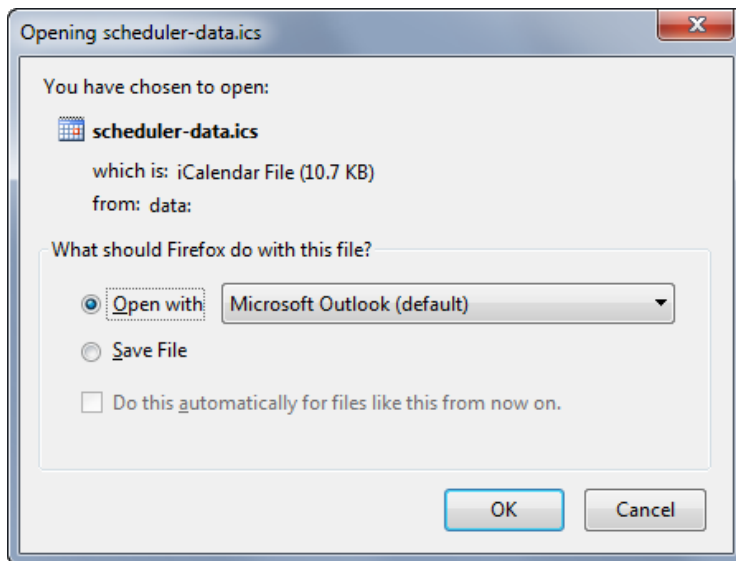 Opening scheduler-data.ics
You have chosen to open:
scheduler-data.ics
which is: iCalendar File (10.7 KB)
from: data:
What should Firefox do with this file?
Open with Microsoft Outlook (default)
Save File
Do this automatically for files like this from now on.
OK Cancel